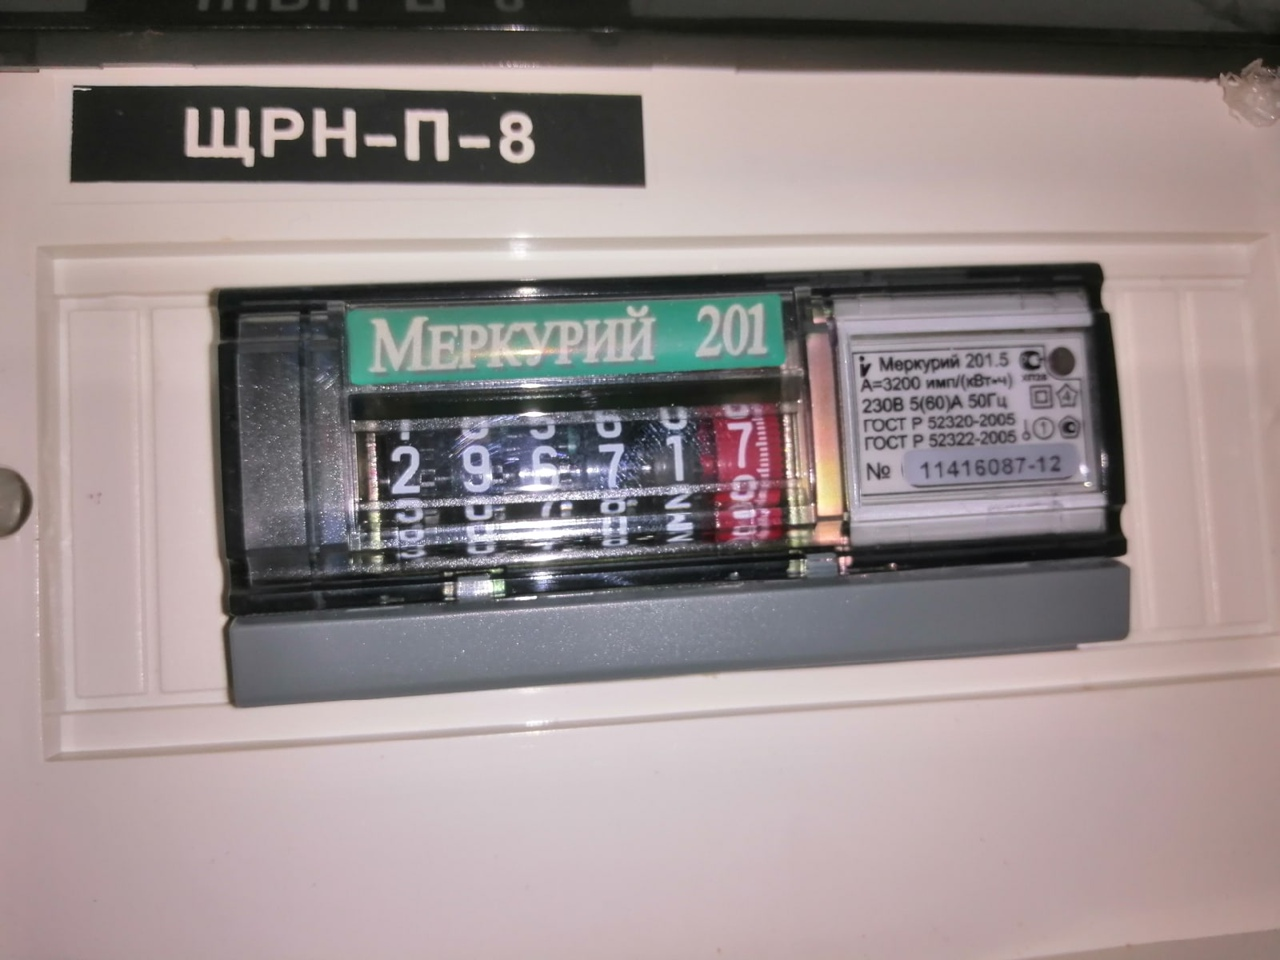 ЩРН-П-8
МЕРКУРИЙ 201
2 9 6 7 1 7
Меркурий 201.5
А=3200 имп/(кВт•ч)
230В 5(60)А 50Гц
ГОСТ Р 52320-2005
ГОСТ Р 52322-2005
№ 11416087-12